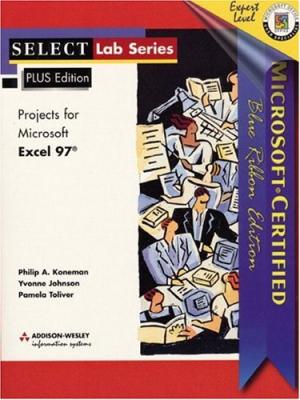 SELECT Lab Series
PLUS Edition
Projects for
Microsoft
Excel 97®
Philip A. Koneman
Yvonne Johnson
Pamela Toliver
ADDISON-WESLEY
information systems
Expert
Level
MICROSOFT•CERTIFIED
Blue Ribbon Edition